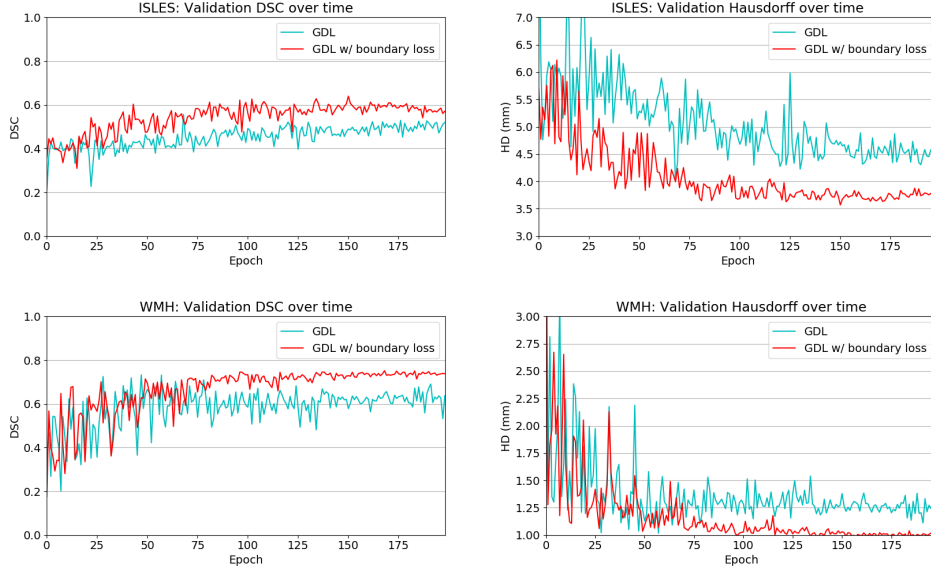 ISLES: Validation DSC over time
1.0
0.8
0.6
0.4
0.2
0.0
DSC
GDL
GDL w/ boundary loss
0 25 50 75 100 125 150 175
Epoch
ISLES: Validation Hausdorff over time
7.0
6.5
6.0
5.5
5.0
4.5
4.0
3.5
3.0
HD (mm)
GDL
GDL w/ boundary loss
0 25 50 75 100 125 150 175
Epoch
WMH: Validation DSC over time
1.0
0.8
0.6
0.4
0.2
0.0
DSC
GDL
GDL w/ boundary loss
0 25 50 75 100 125 150 175
Epoch
WMH: Validation Hausdorff over time
3.00
2.75
2.50
2.25
2.00
1.75
1.50
1.25
1.00
HD (mm)
GDL
GDL w/ boundary loss
0 25 50 75 100 125 150 175
Epoch